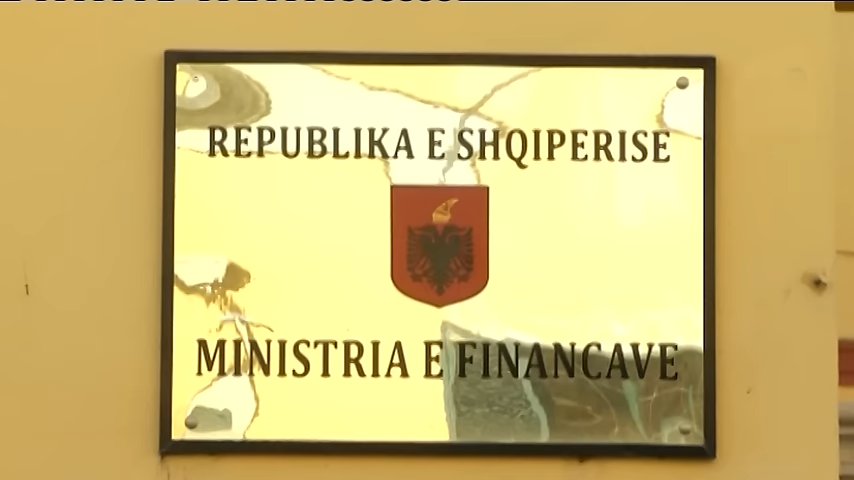 REPUBLIKA E SHQIPERISE
MINISTRIA E FINANCAVE